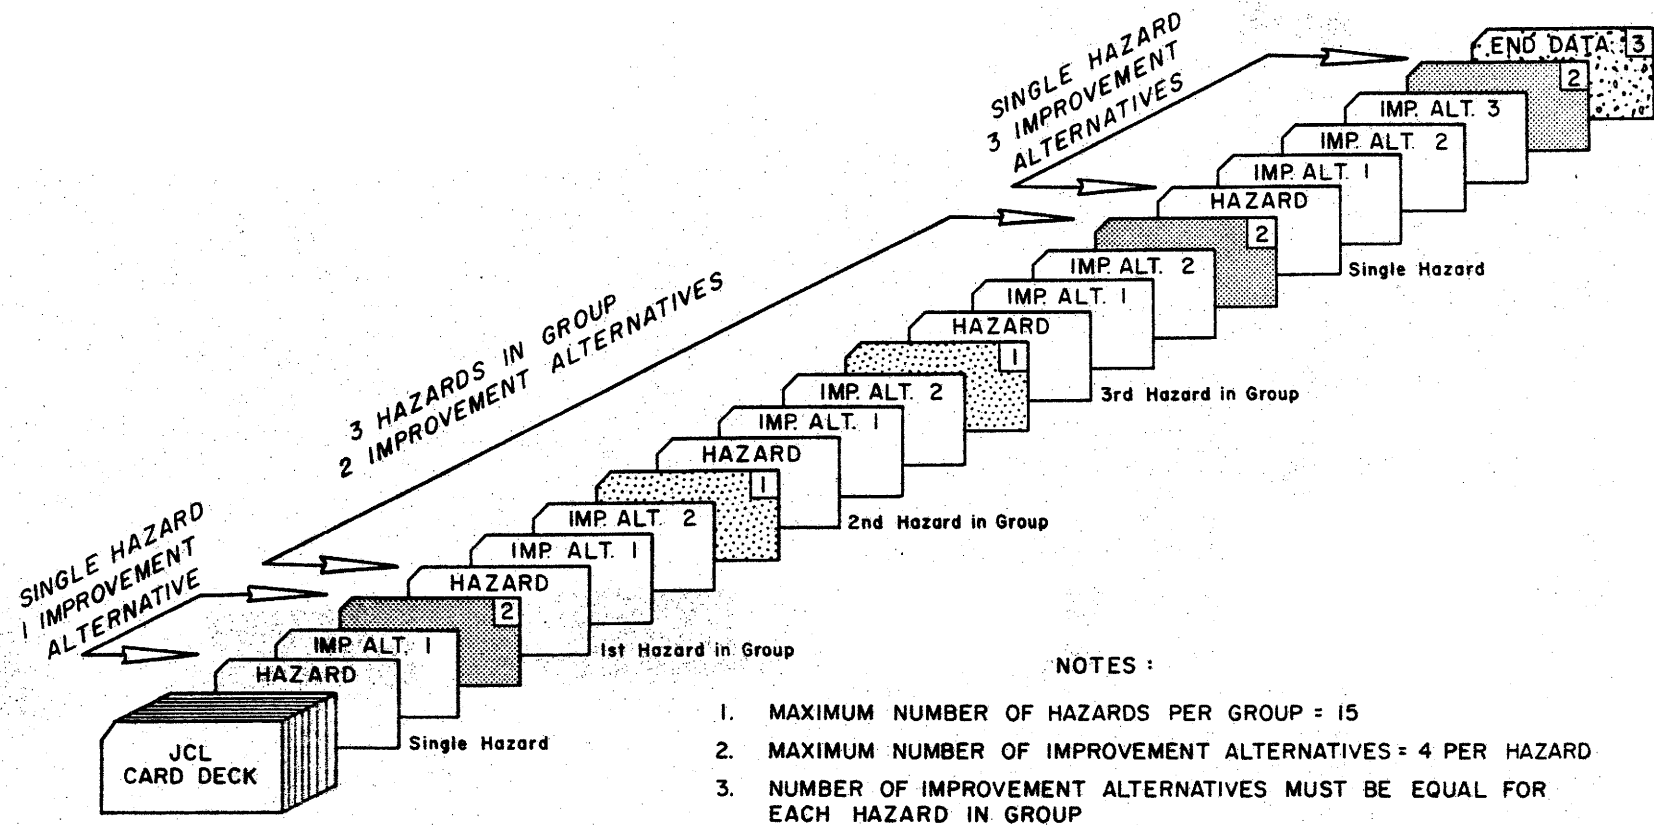 SINGLE HAZARD
1 IMPROVEMENT
ALTERNATIVE
3 HAZARDS IN GROUP
2 IMPROVEMENT ALTERNATIVES
SINGLE HAZARD
3 IMPROVEMENT
ALTERNATIVES
END DATA 3
2
IMP. ALT. 3
IMP. ALT. 2
IMP. ALT. 1
HAZARD
Single Hazard
2
IMP. ALT. 2
IMP. ALT. 1
HAZARD
3rd Hazard in Group
1
IMP. ALT. 2
IMP. ALT. 1
HAZARD
2nd Hazard in Group
1
IMP. ALT. 2
IMP. ALT. 1
HAZARD
1st Hazard in Group
2
IMP. ALT. 1
HAZARD
Single Hazard
JCL
CARD DECK
NOTES :
1. MAXIMUM NUMBER OF HAZARDS PER GROUP = 15
2. MAXIMUM NUMBER OF IMPROVEMENT ALTERNATIVES = 4 PER HAZARD
3. NUMBER OF IMPROVEMENT ALTERNATIVES MUST BE EQUAL FOR
EACH HAZARD IN GROUP